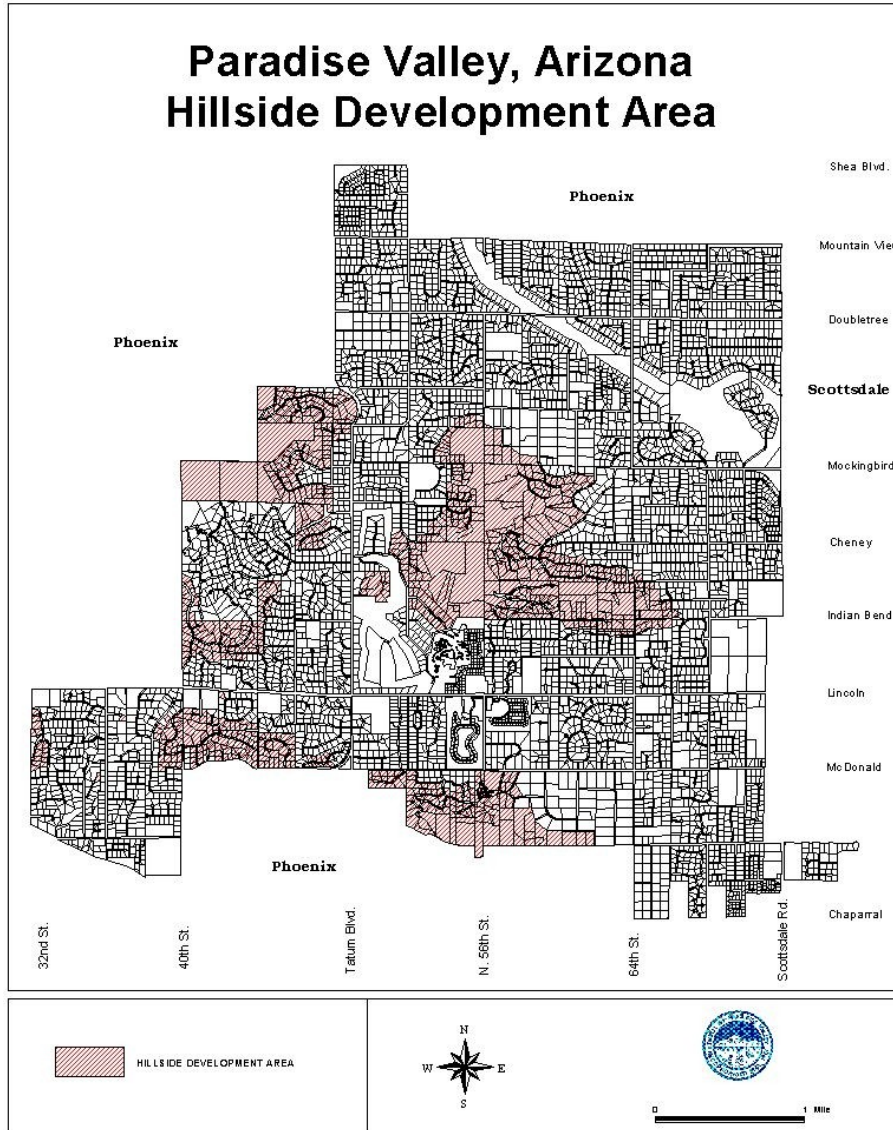 Paradise Valley, Arizona
Hillside Development Area
Shea Blvd.
Phoenix
Mountain View
Doubletree
Phoenix
Scottsdale
Mockingbird
Cheney
Indian Bend
Lincoln
McDonald
Phoenix
Chaparral
32nd St.
40th St.
Tatum Blvd.
N. 56th St.
64th St.
Scottsdale Rd.
HILLSIDE DEVELOPMENT AREA
N
W
E
S
0
1 Mile